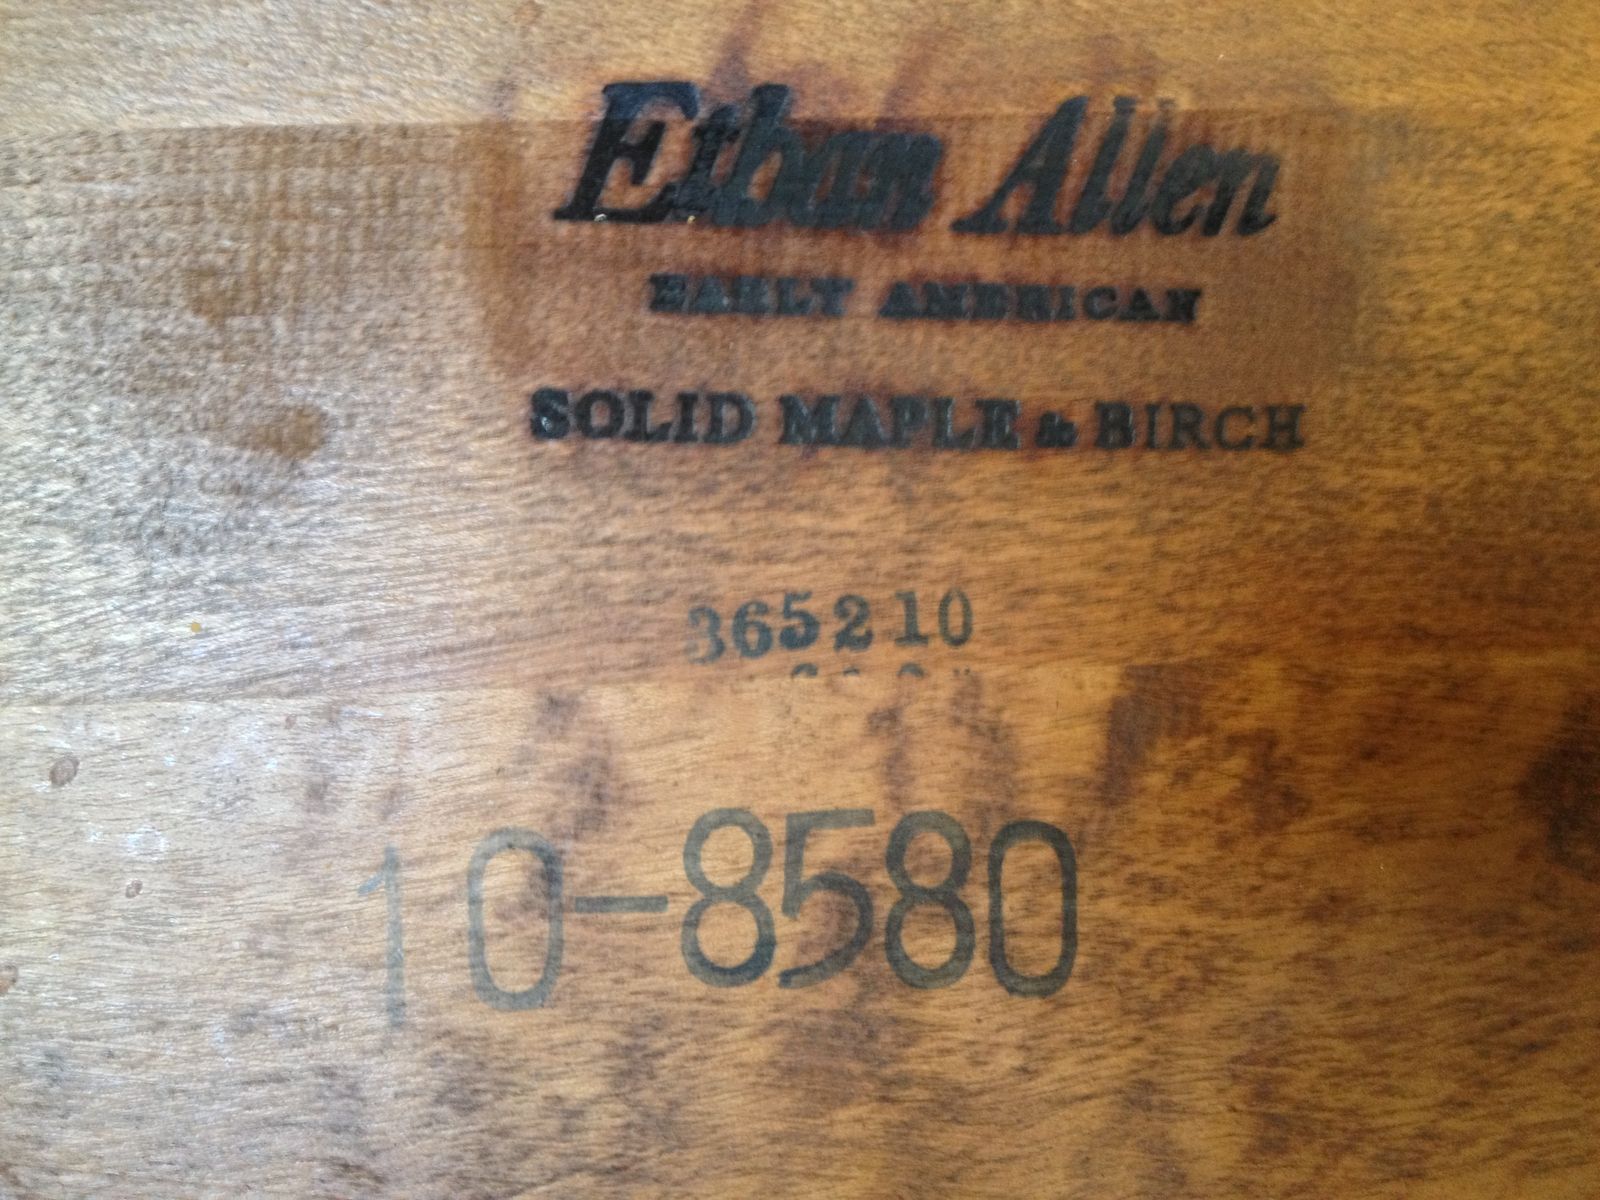 Ethan Allen
EARLY AMERICAN
SOLID MAPLE & BIRCH
365210
10-8580